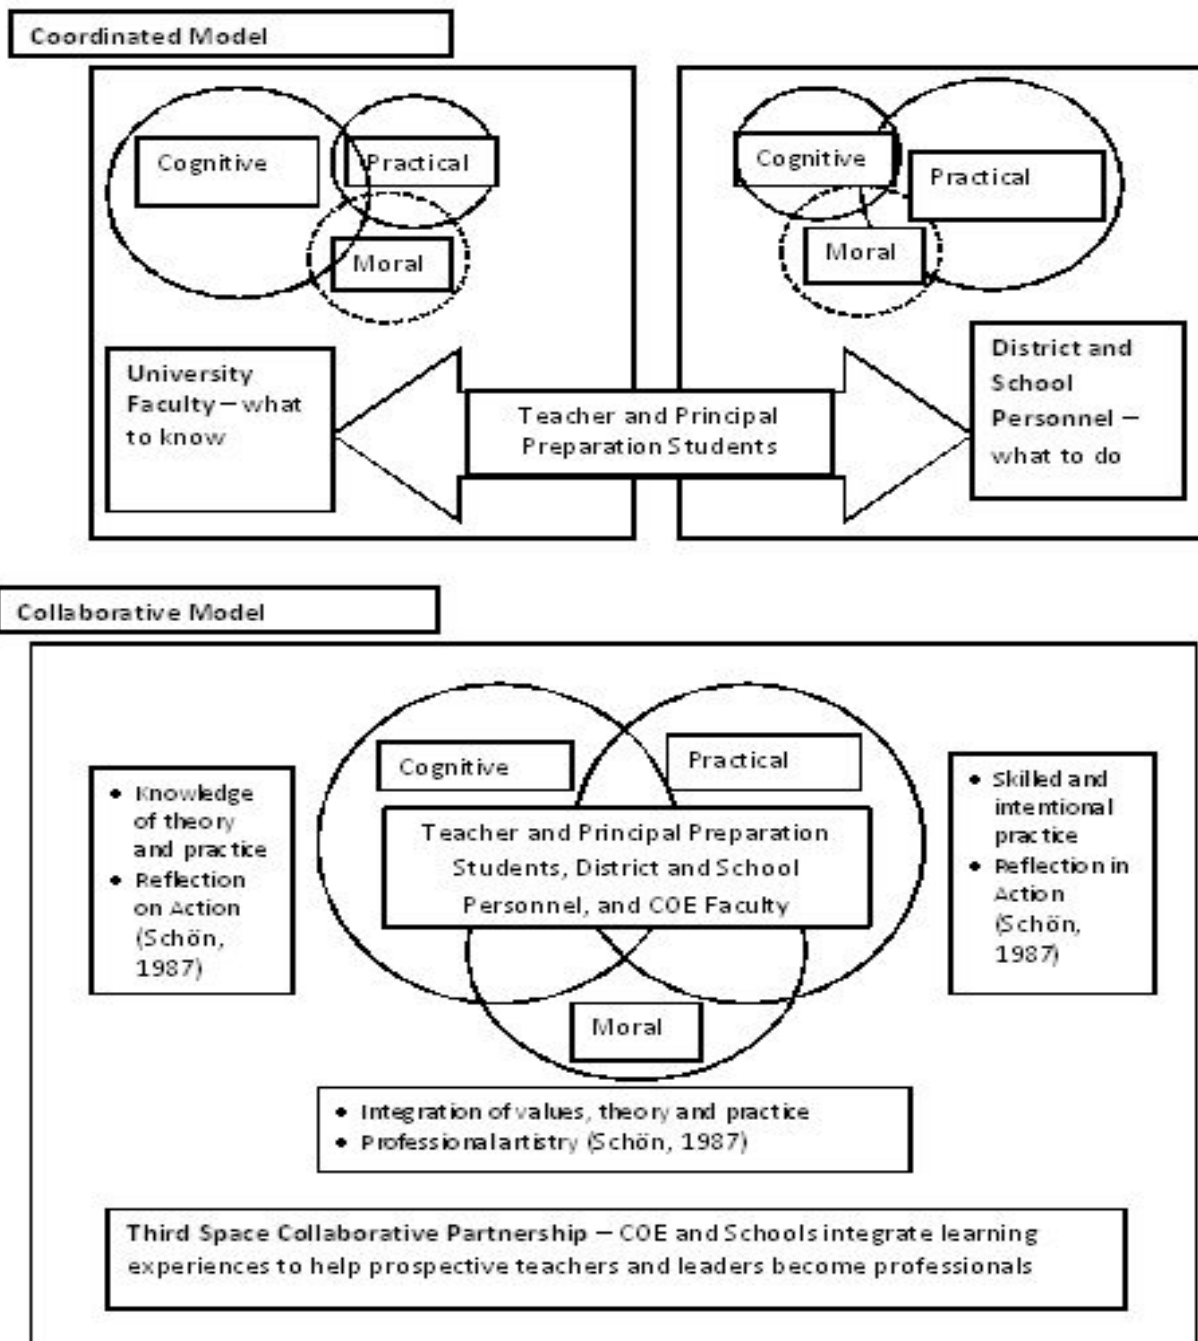 Coordinated Model
Cognitive
Practical
Moral
Cognitive
Practical
Moral
University
Faculty – what
to know
Teacher and Principal
Preparation Students
District and
School
Personnel –
what to do
Collaborative Model
Cognitive
Practical
• Knowledge
of theory
and practice
• Reflection
on Action
(Schön,
1987)
Teacher and Principal Preparation
Students, District and School
Personnel, and COE Faculty
• Skilled and
intentional
practice
• Reflection in
Action
(Schön,
1987)
Moral
• Integration of values, theory and practice
• Professional artistry (Schön, 1987)
Third Space Collaborative Partnership – COE and Schools integrate learning
experiences to help prospective teachers and leaders become professionals